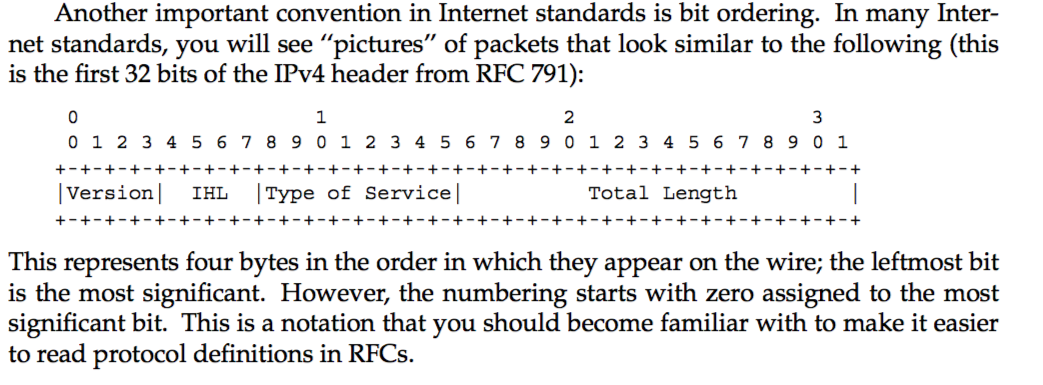 Another important convention in Internet standards is bit ordering. In many Inter-
net standards, you will see “pictures” of packets that look similar to the following (this
is the first 32 bits of the IPv4 header from RFC 791):
0                   1                   2                   3
0 1 2 3 4 5 6 7 8 9 0 1 2 3 4 5 6 7 8 9 0 1 2 3 4 5 6 7 8 9 0 1
+-+-+-+-+-+-+-+-+-+-+-+-+-+-+-+-+-+-+-+-+-+-+-+-+-+-+-+-+-+-+-+-+
|Version|  IHL  |Type of Service|          Total Length         |
+-+-+-+-+-+-+-+-+-+-+-+-+-+-+-+-+-+-+-+-+-+-+-+-+-+-+-+-+-+-+-+-+
This represents four bytes in the order in which they appear on the wire; the leftmost bit
is the most significant. However, the numbering starts with zero assigned to the most
significant bit. This is a notation that you should become familiar with to make it easier
to read protocol definitions in RFCs.